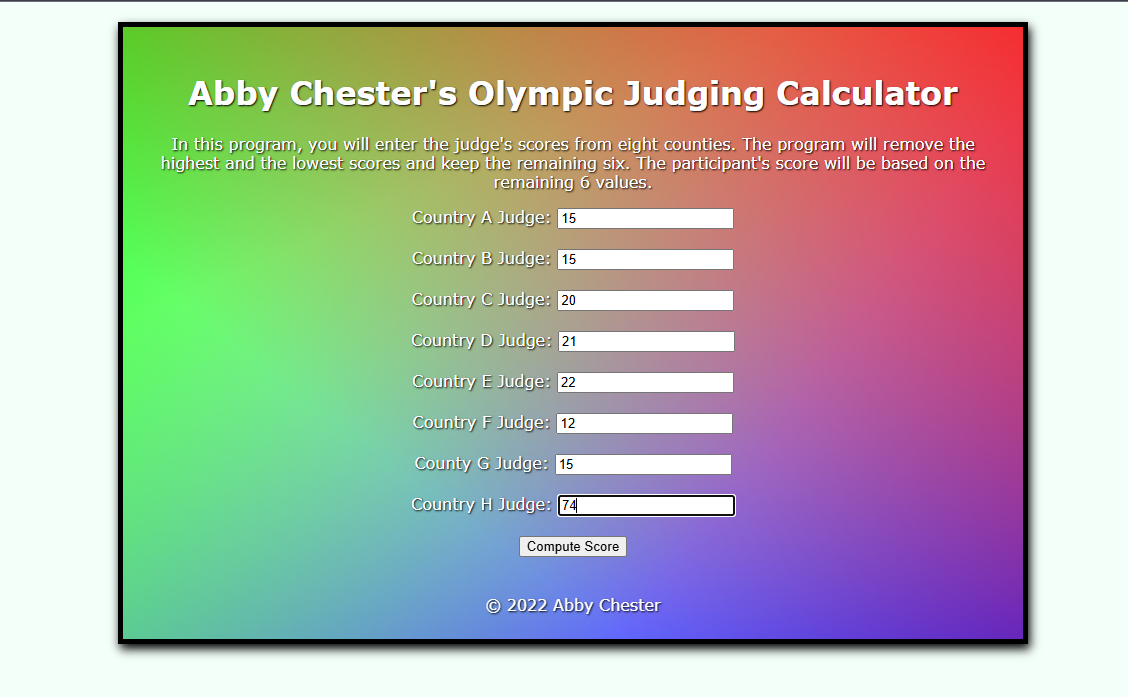 Abby Chester's Olympic Judging Calculator
In this program, you will enter the judge's scores from eight counties. The program will remove the
highest and the lowest scores and keep the remaining six. The participant's score will be based on the
remaining 6 values.
Country A Judge: 15
Country B Judge: 15
Country C Judge: 20
Country D Judge: 21
Country E Judge: 22
Country F Judge: 12
County G Judge: 15
Country H Judge: 74
Compute Score
© 2022 Abby Chester